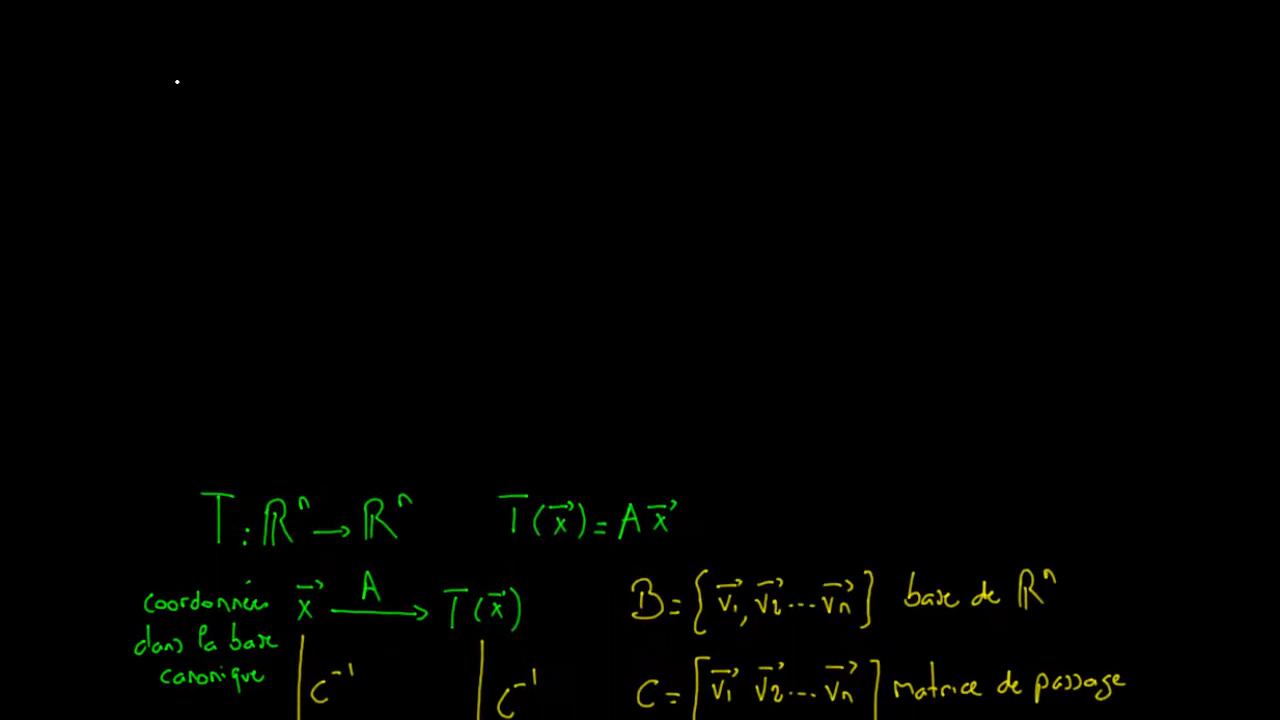 T : ℝⁿ → ℝⁿ T(x⃗) = A x⃗
coordonnées dans la base canonique
x⃗ A → T(x⃗)
B = {v⃗₁, v⃗₂ ... v⃗ₙ} base de ℝⁿ
C⁻¹ C⁻¹
C = [v⃗₁ v⃗₂ ... v⃗ₙ] matrice de passage